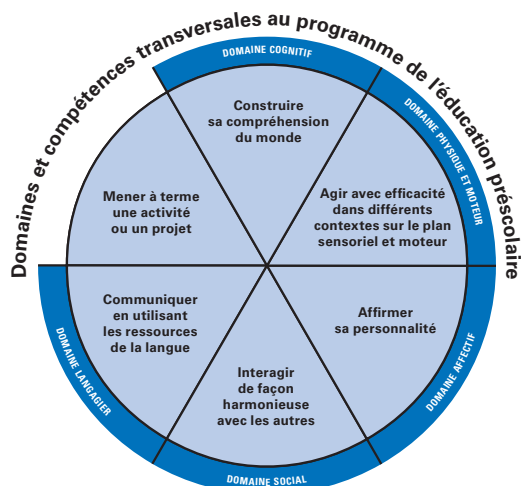 Domaines et compétences transversales au programme de l'éducation préscolaire
DOMAINE COGNITIF
Construire
sa compréhension
du monde
DOMAINE PHYSIQUE ET MOTEUR
Agir avec efficacité
dans différents
contextes sur le plan
sensoriel et moteur
Affirmer
sa personnalité
DOMAINE AFFECTIF
Interagir
de façon
harmonieuse
avec les autres
DOMAINE SOCIAL
Communiquer
en utilisant
les ressources
de la langue
DOMAINE LANGAGIER
Mener à terme
une activité
ou un projet